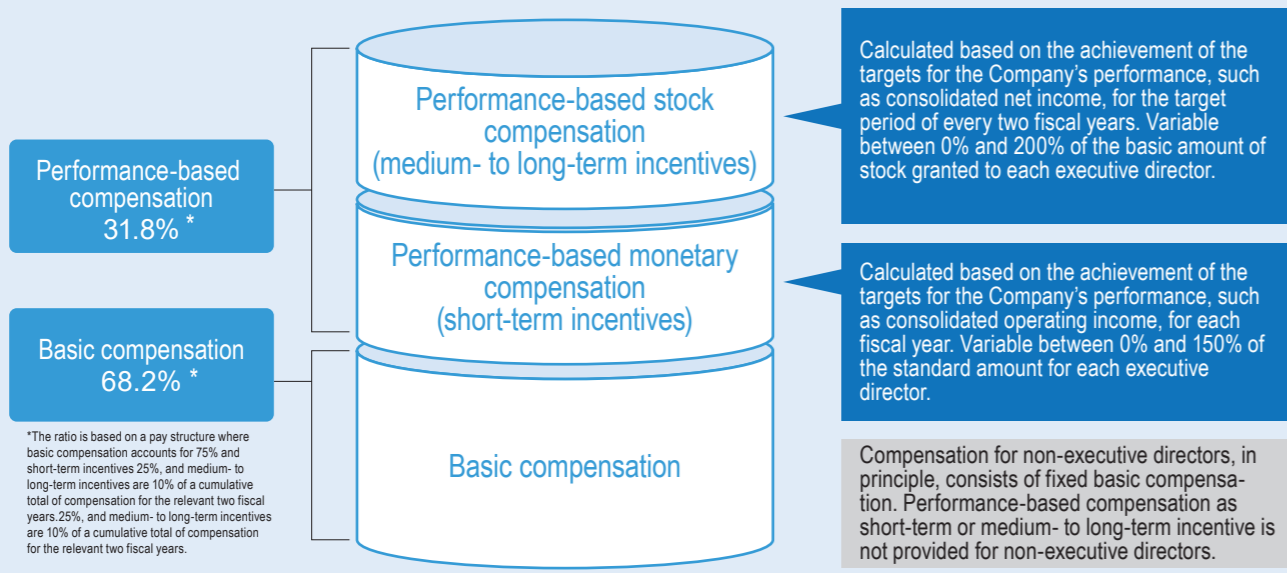 Performance-based
compensation
31.8% *
Basic compensation
68.2% *
*The ratio is based on a pay structure where
basic compensation accounts for 75% and
short-term incentives 25%, and medium- to
long-term incentives are 10% of a cumulative
total of compensation for the relevant two fiscal
years.25%, and medium- to long-term incentives
are 10% of a cumulative total of compensation
for the relevant two fiscal years.
Performance-based stock
compensation
(medium- to long-term incentives)
Performance-based monetary
compensation
(short-term incentives)
Basic compensation
Calculated based on the achievement of the
targets for the Company’s performance, such
as consolidated net income, for the target
period of every two fiscal years. Variable
between 0% and 200% of the basic amount of
stock granted to each executive director.
Calculated based on the achievement of the
targets for the Company’s performance, such
as consolidated operating income, for each
fiscal year. Variable between 0% and 150% of
the standard amount for each executive
director.
Compensation for non-executive directors, in
principle, consists of fixed basic compensa-
tion. Performance-based compensation as
short-term or medium- to long-term incentive is
not provided for non-executive directors.